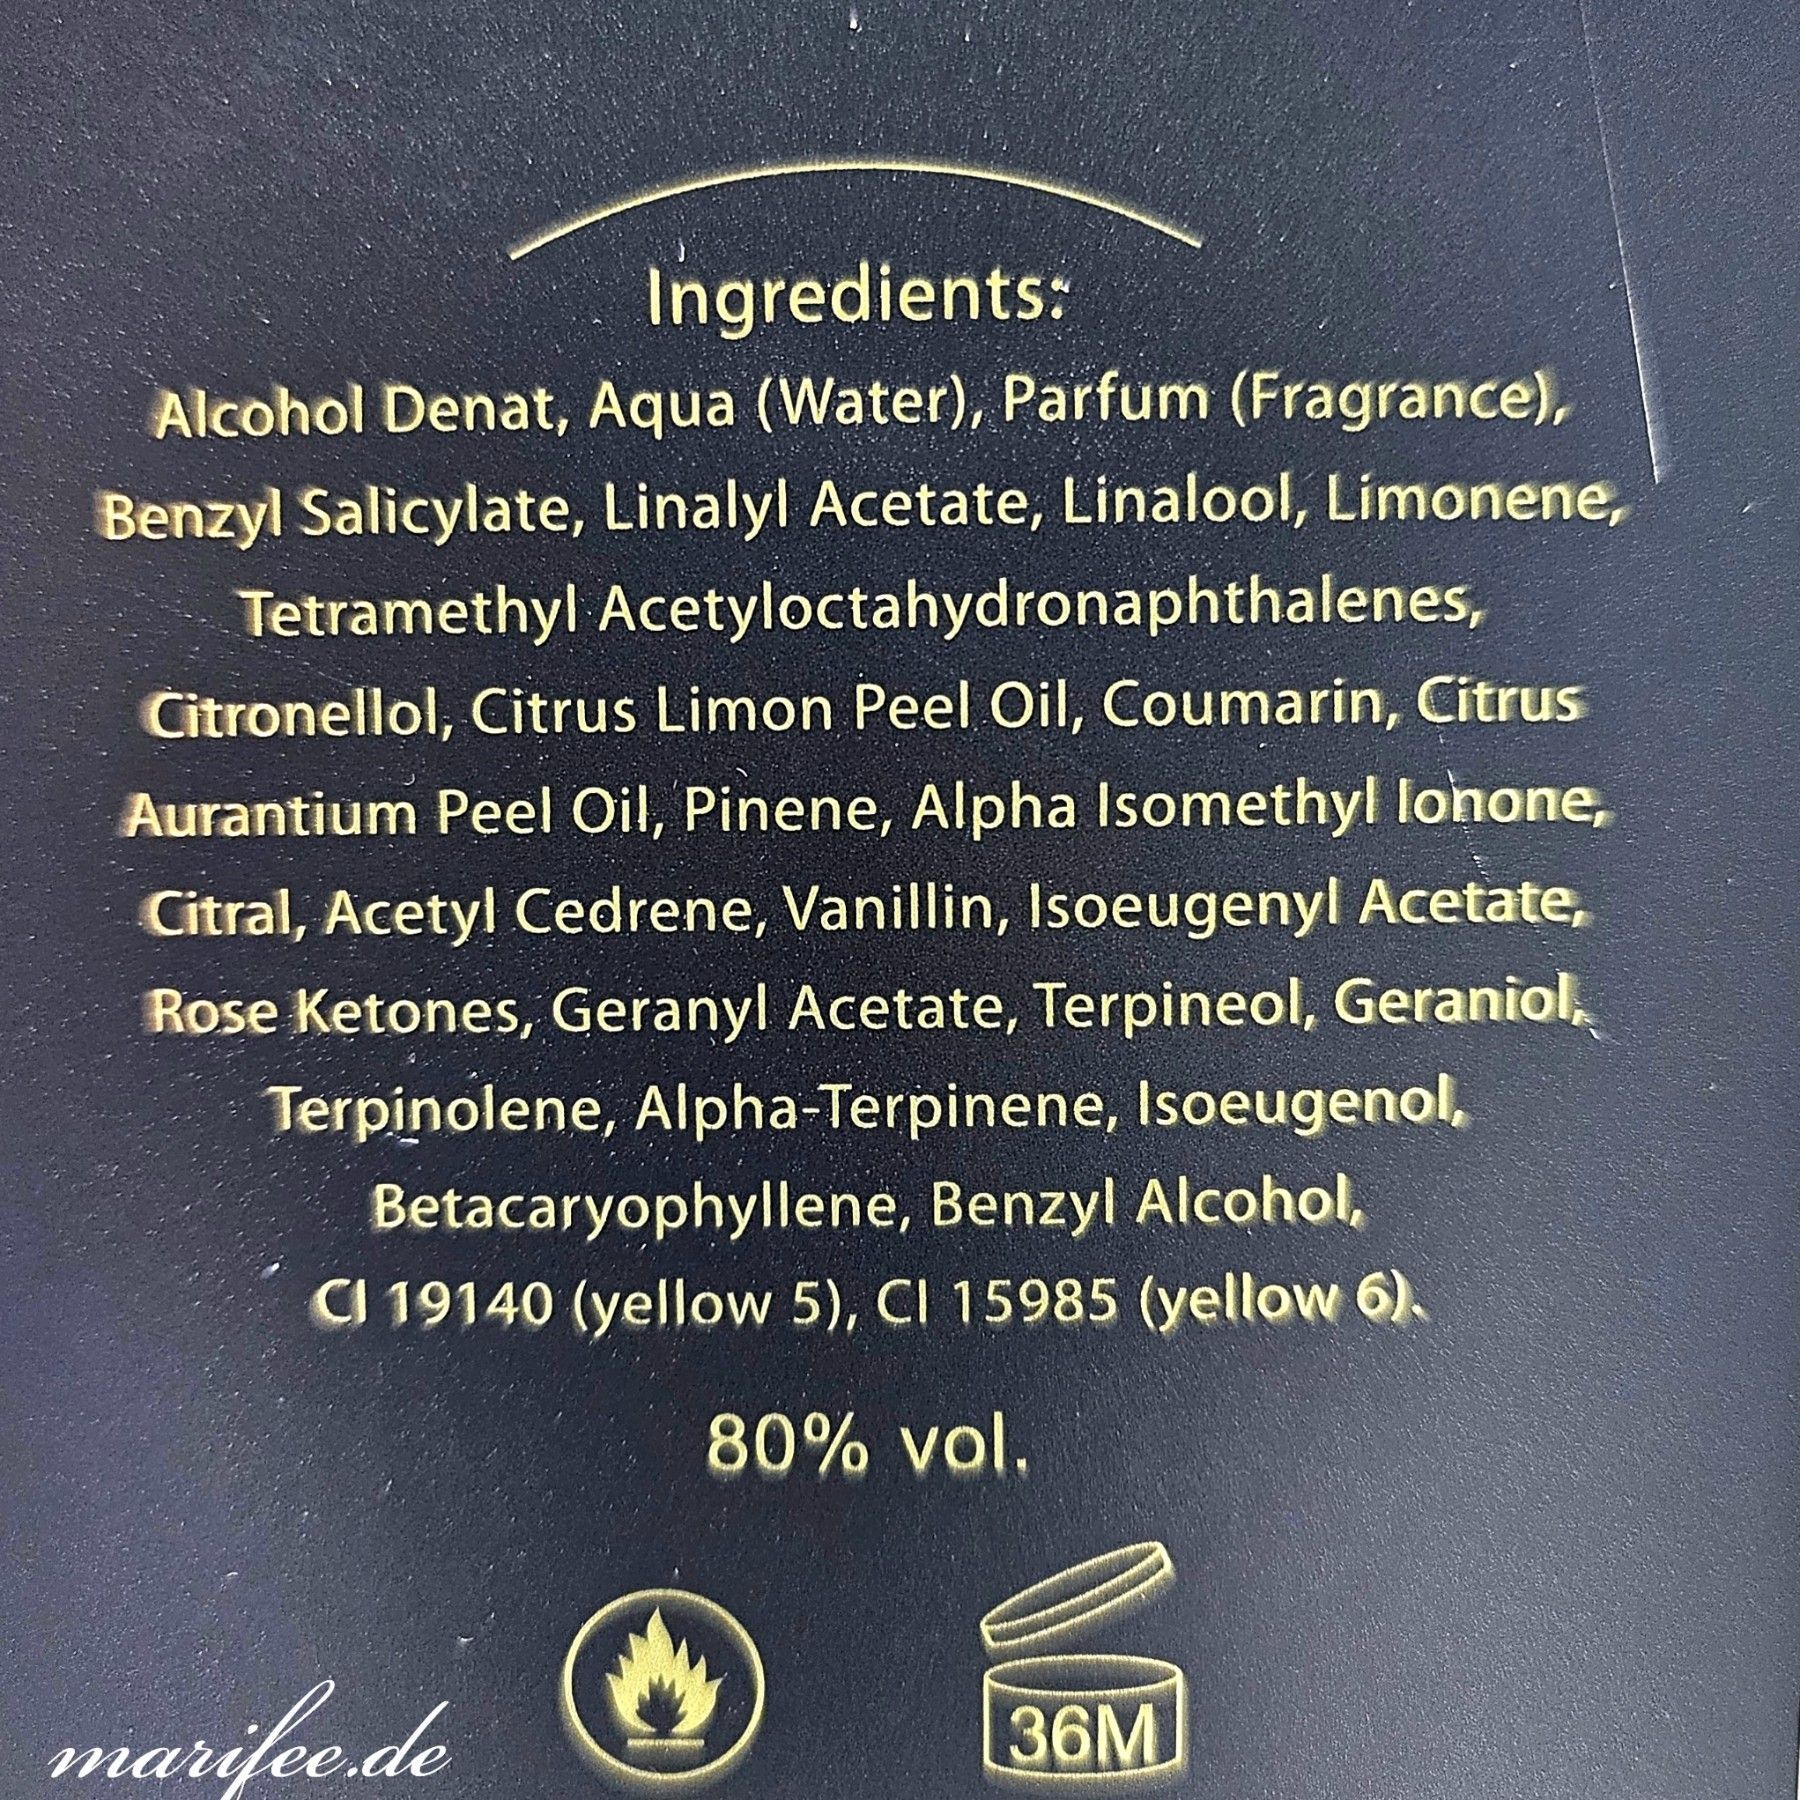 Ingredients:
Alcohol Denat, Aqua (Water), Parfum (Fragrance),
Benzyl Salicylate, Linalyl Acetate, Linalool, Limonene,
Tetramethyl Acetyloctahydronaphthalenes,
Citronellol, Citrus Limon Peel Oil, Coumarin, Citrus
Aurantium Peel Oil, Pinene, Alpha Isomethyl Ionone,
Citral, Acetyl Cedrene, Vanillin, Isoeugenyl Acetate,
Rose Ketones, Geranyl Acetate, Terpineol, Geraniol,
Terpinolene, Alpha-Terpinene, Isoeugenol,
Betacaryophyllene, Benzyl Alcohol,
CI 19140 (yellow 5), CI 15985 (yellow 6).
80% vol.
36M
marifee.de